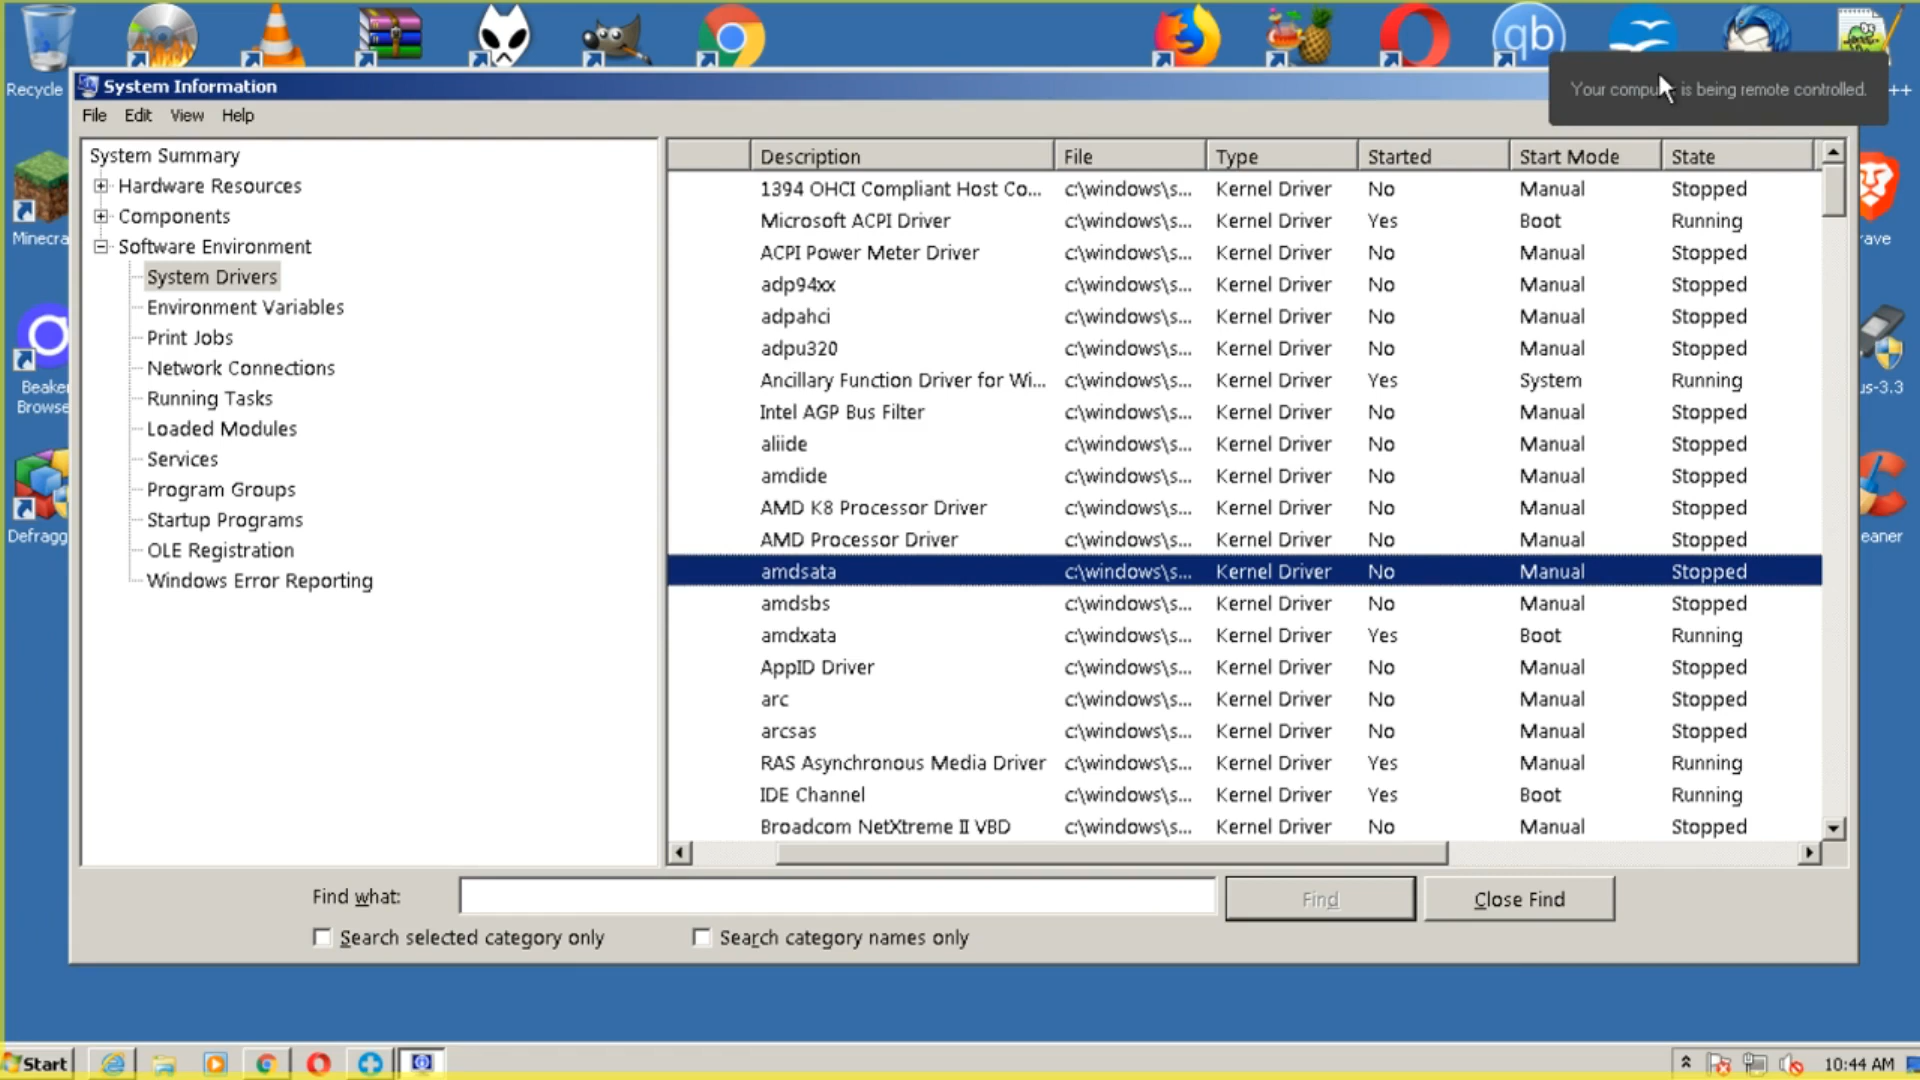 Recycle
System Information
Your compu is being remote controlled.
++
File Edit View Help
System Summary
Hardware Resources
Components
Software Environment
System Drivers
Environment Variables
Print Jobs
Network Connections
Running Tasks
Loaded Modules
Services
Program Groups
Startup Programs
OLE Registration
Windows Error Reporting
Description File Type Started Start Mode State
1394 OHCI Compliant Host Co... c:\windows\s... Kernel Driver No Manual Stopped
Microsoft ACPI Driver c:\windows\s... Kernel Driver Yes Boot Running
ACPI Power Meter Driver c:\windows\s... Kernel Driver No Manual Stopped
adp94xx c:\windows\s... Kernel Driver No Manual Stopped
adpahci c:\windows\s... Kernel Driver No Manual Stopped
adpu320 c:\windows\s... Kernel Driver No Manual Stopped
Ancillary Function Driver for Wi... c:\windows\s... Kernel Driver Yes System Running
Intel AGP Bus Filter c:\windows\s... Kernel Driver No Manual Stopped
aliide c:\windows\s... Kernel Driver No Manual Stopped
amdide c:\windows\s... Kernel Driver No Manual Stopped
AMD K8 Processor Driver c:\windows\s... Kernel Driver No Manual Stopped
AMD Processor Driver c:\windows\s... Kernel Driver No Manual Stopped
amdsata c:\windows\s... Kernel Driver No Manual Stopped
amdsbs c:\windows\s... Kernel Driver No Manual Stopped
amdxata c:\windows\s... Kernel Driver Yes Boot Running
AppID Driver c:\windows\s... Kernel Driver No Manual Stopped
arc c:\windows\s... Kernel Driver No Manual Stopped
arcsas c:\windows\s... Kernel Driver No Manual Stopped
RAS Asynchronous Media Driver c:\windows\s... Kernel Driver Yes Manual Running
IDE Channel c:\windows\s... Kernel Driver Yes Boot Running
Broadcom NetXtreme II VBD c:\windows\s... Kernel Driver No Manual Stopped
Find what: Find Close Find
Search selected category only Search category names only
Minecra
Beaker
Browse
Defragg
qb
rave
us-3.3
eaner
Start
10:44 AM